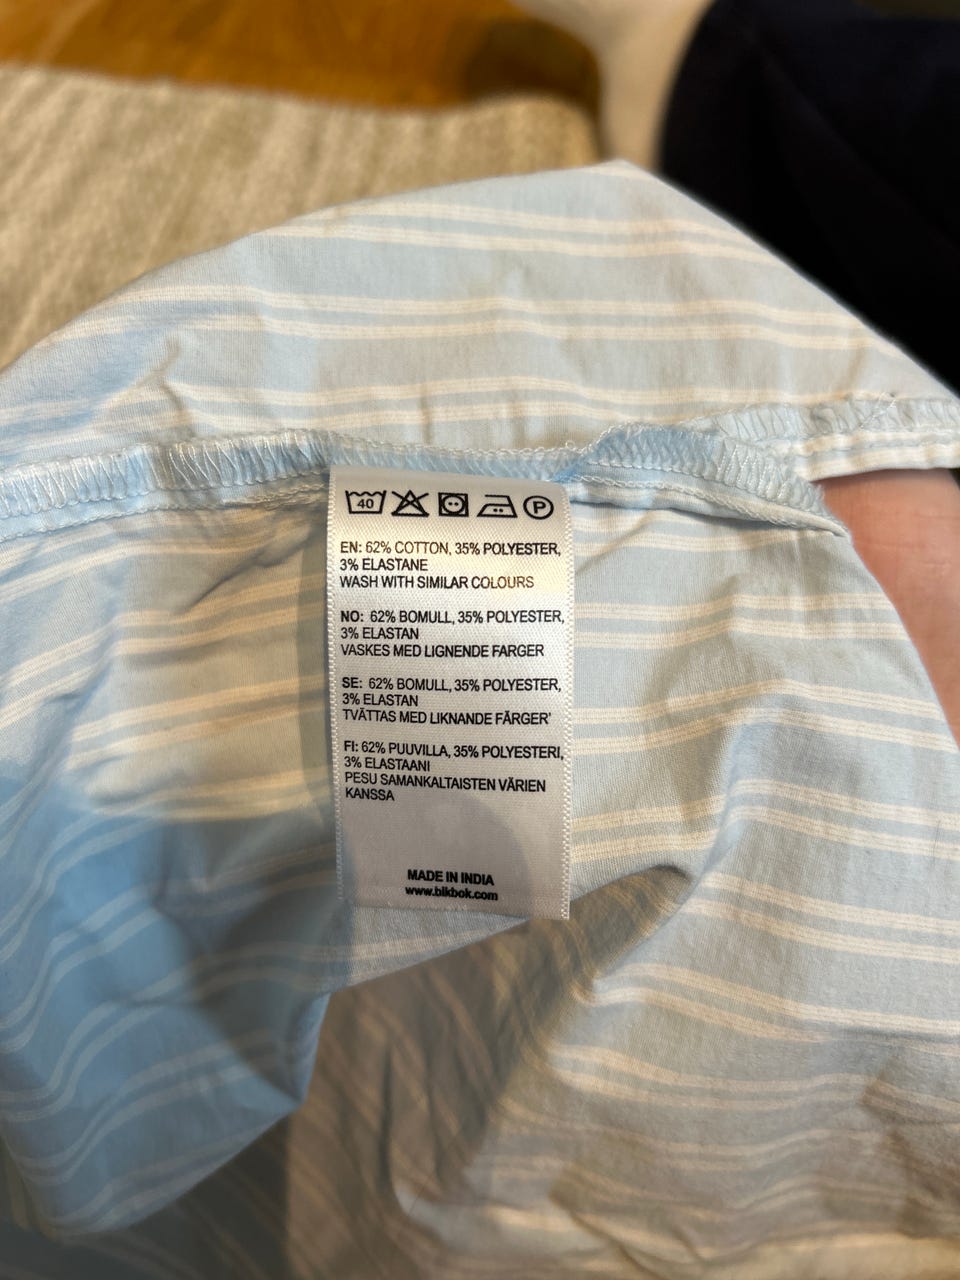 40 P
EN: 62% COTTON, 35% POLYESTER,
3% ELASTANE
WASH WITH SIMILAR COLOURS
NO: 62% BOMULL, 35% POLYESTER,
3% ELASTAN
VASKES MED LIGNENDE FARGER
SE: 62% BOMULL, 35% POLYESTER,
3% ELASTAN
TVÄTTAS MED LIKNANDE FÄRGER'
FI: 62% PUUVILLA, 35% POLYESTERI,
3% ELASTAANI
PESU SAMANKALTAISTEN VÄRIEN
KANSSA
MADE IN INDIA
www.bikbok.com